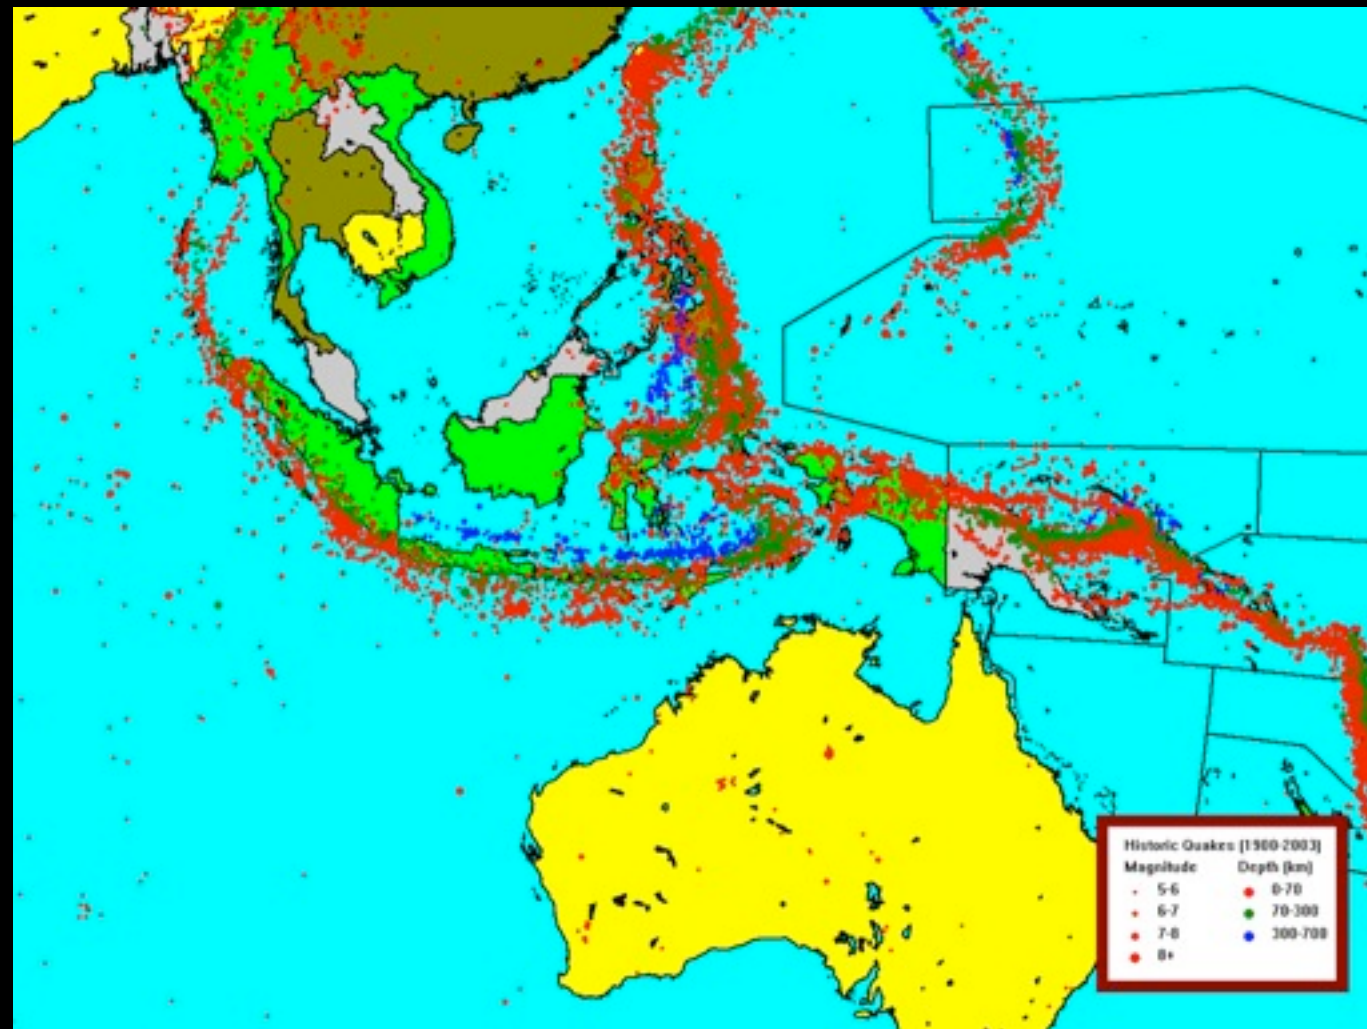 Historic Quakes (1900-2003)
Magnitude Depth (km)
5-6 0-70
6-7 70-300
7-8 300-700
8+